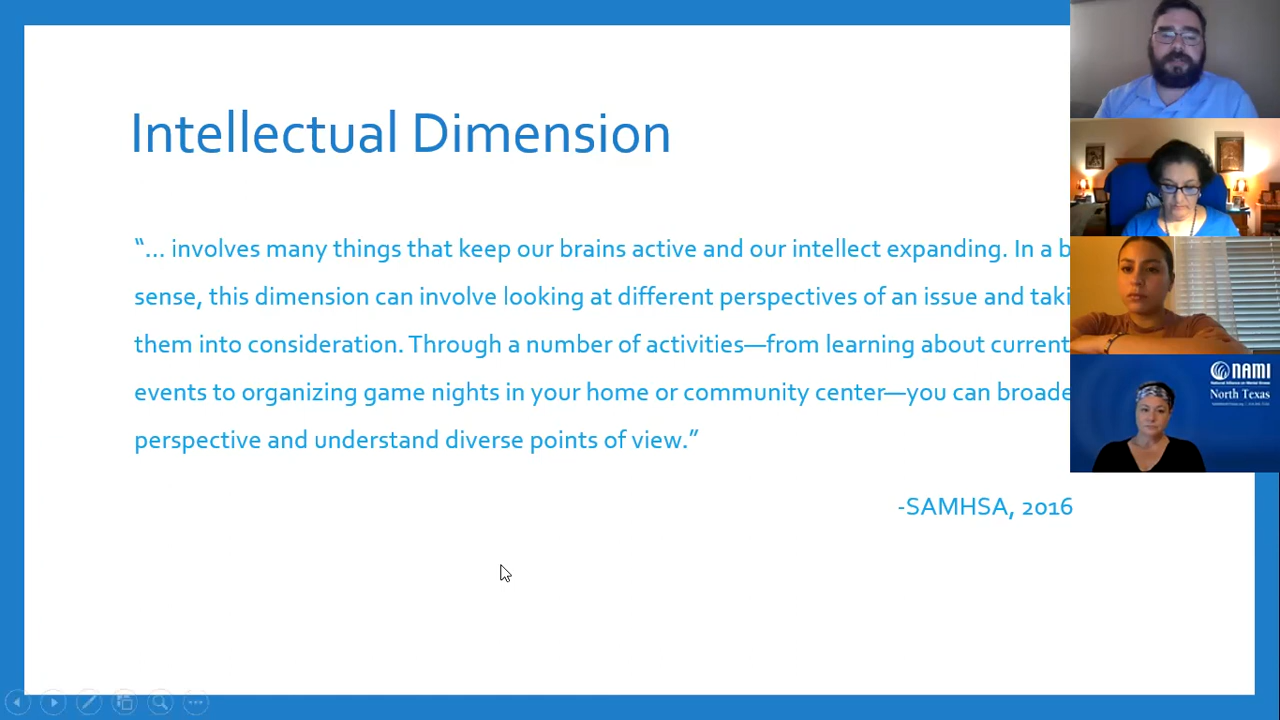 Intellectual Dimension
“… involves many things that keep our brains active and our intellect expanding. In a b
sense, this dimension can involve looking at different perspectives of an issue and taki
them into consideration. Through a number of activities—from learning about current
events to organizing game nights in your home or community center—you can broade
perspective and understand diverse points of view.”
-SAMHSA, 2016
NAMI
North Texas